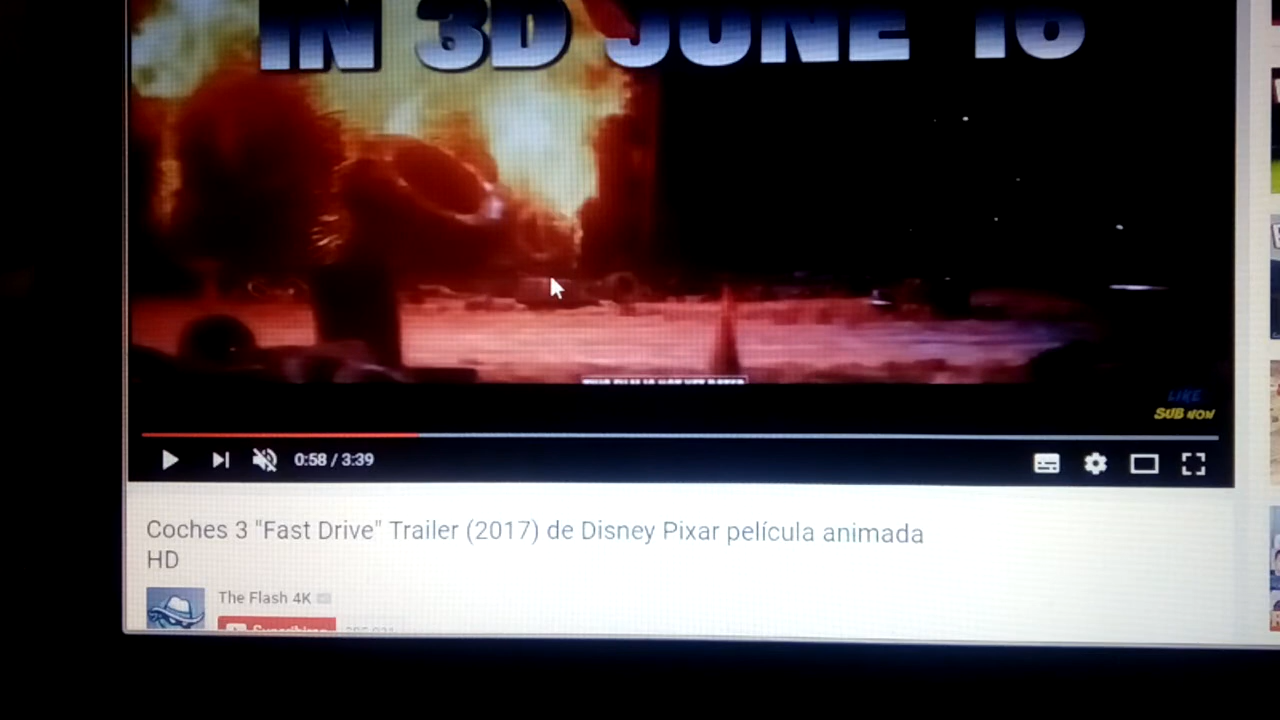 IN 3D JUNE 16
LIKE
SUB NOW
0:58 / 3:39
Coches 3 "Fast Drive" Trailer (2017) de Disney Pixar película animada
HD
The Flash 4K